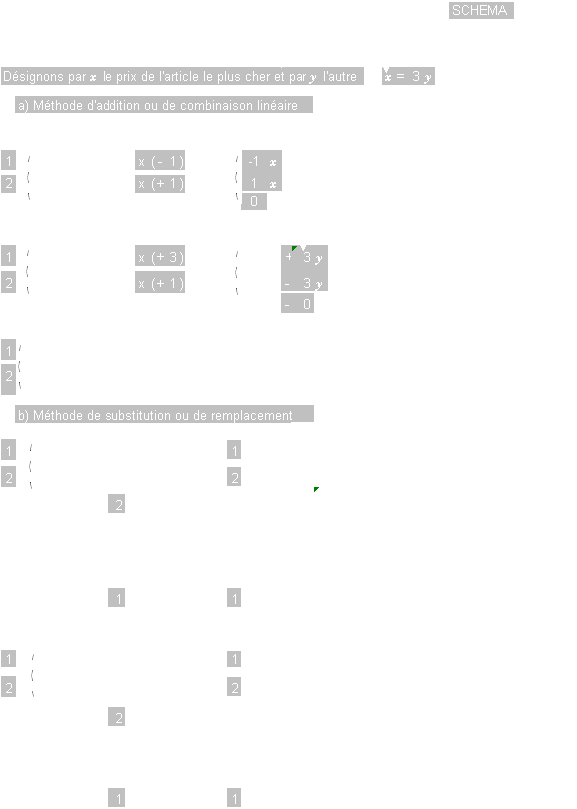 SCHEMA
Désignons par x le prix de l'article le plus cher et par y l'autre x = 3 y
a) Méthode d'addition ou de combinaison linéaire
1 x (- 1) -1 x
2 x (+ 1) 1 x
0
1 x (+ 3) + 3 y
2 x (+ 1) - 3 y
- 0
1
2
b) Méthode de substitution ou de remplacement
1 1
2 2
2
1 1
1 1
2 2
2
1 1